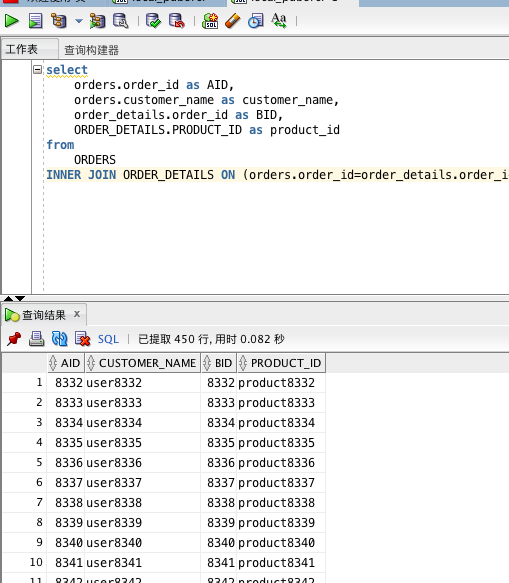 工作表 查询构建器
select
orders.order_id as AID,
orders.customer_name as customer_name,
order_details.order_id as BID,
ORDER_DETAILS.PRODUCT_ID as product_id
from
ORDERS
INNER JOIN ORDER_DETAILS ON (orders.order_id=order_details.order_i
查询结果 x
SQL | 已提取 450 行, 用时 0.082 秒
AID CUSTOMER_NAME BID PRODUCT_ID
1 8332 user8332 8332 product8332
2 8333 user8333 8333 product8333
3 8334 user8334 8334 product8334
4 8335 user8335 8335 product8335
5 8336 user8336 8336 product8336
6 8337 user8337 8337 product8337
7 8338 user8338 8338 product8338
8 8339 user8339 8339 product8339
9 8340 user8340 8340 product8340
10 8341 user8341 8341 product8341
11 8342 user8342 8342 product8342